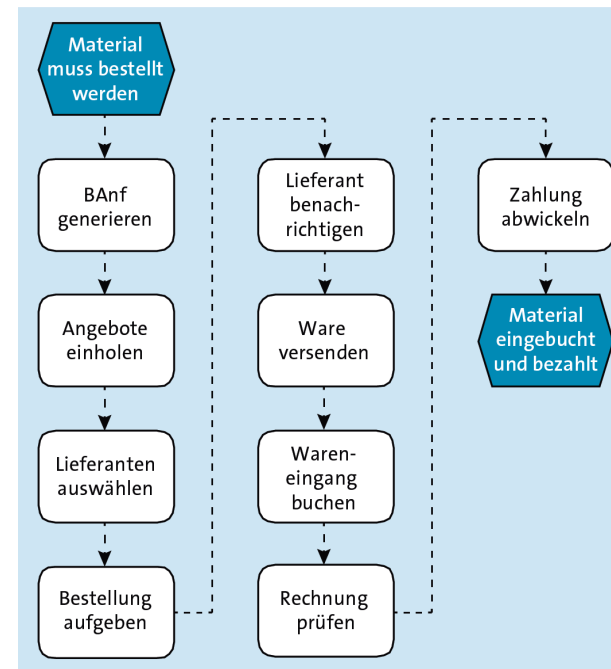 Material
muss bestellt
werden
BAnf
generieren
Angebote
einholen
Lieferanten
auswählen
Bestellung
aufgeben
Lieferant
benach-
richtigen
Ware
versenden
Waren-
eingang
buchen
Rechnung
prüfen
Zahlung
abwickeln
Material
eingebucht
und bezahlt